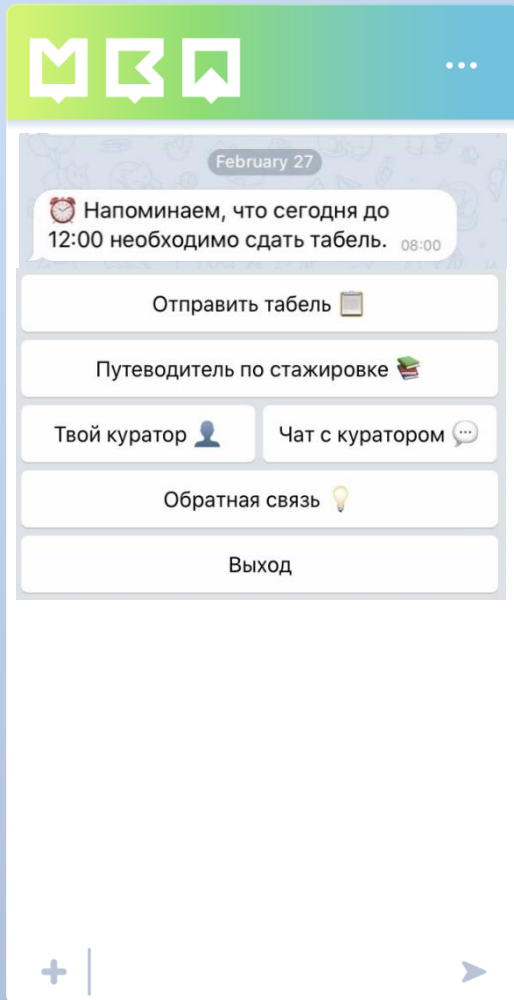 February 27
⏰ Напоминаем, что сегодня до
12:00 необходимо сдать табель. 08:00
Отправить табель 📋
Путеводитель по стажировке 📚
Твой куратор 👤
Чат с куратором 💬
Обратная связь 💡
Выход